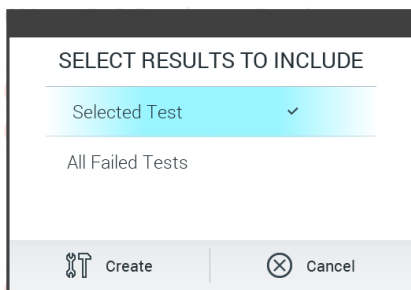 SELECT RESULTS TO INCLUDE
Selected Test
All Failed Tests
Create
Cancel